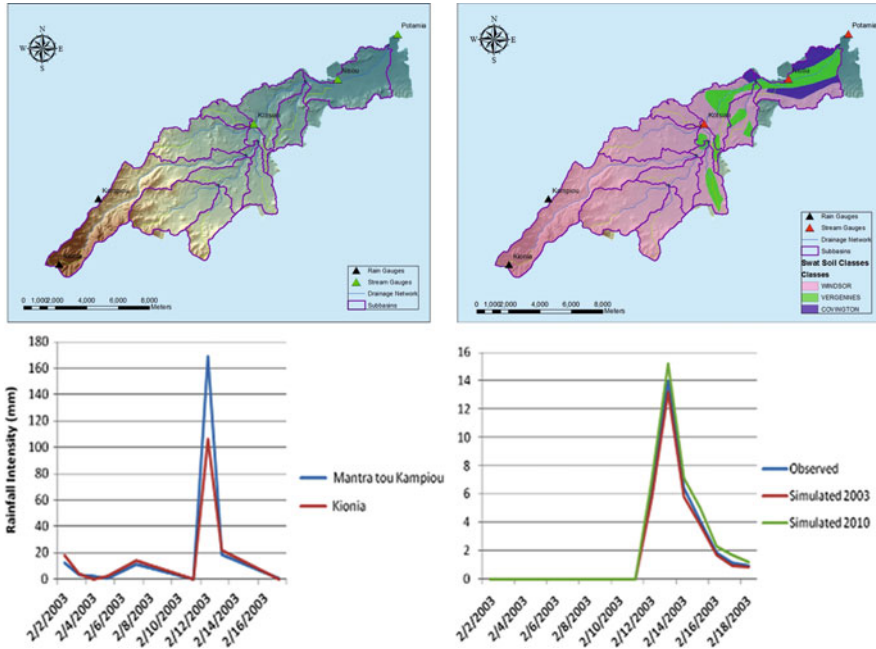 N
W E
S
Potamia
Nisou
Kotsiati
Kampiou
Kionia
Rain Gauges
Stream Gauges
Drainage Network
Subbasins
0 1,000 2,000 4,000 6,000 8,000
Meters
N
W E
S
Potamia
Nisou
Kotsiati
Kampiou
Kionia
Rain Gauges
Stream Gauges
Drainage Network
Subbasins
Swat Soil Classes
Classes
WINDSOR
VERGENNES
COVINGTON
0 1,000 2,000 4,000 6,000 8,000
Meters
Rainfall Intensity (mm)
180
160
140
120
100
80
60
40
20
0
2/2/2003
2/4/2003
2/6/2003
2/8/2003
2/10/2003
2/12/2003
2/14/2003
2/16/2003
Mantra tou Kampiou
Kionia
16
14
12
10
8
6
4
2
0
2/2/2003
2/4/2003
2/6/2003
2/8/2003
2/10/2003
2/12/2003
2/14/2003
2/16/2003
2/18/2003
Observed
Simulated 2003
Simulated 2010